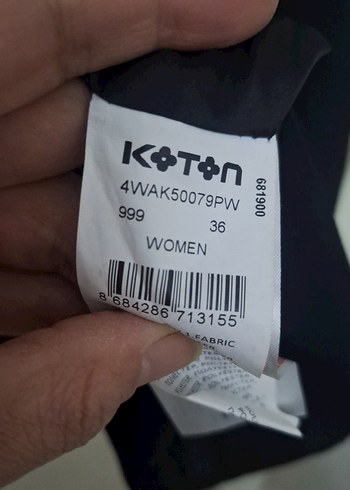 KOTON
4WAK50079PW
999 36
WOMEN
681900
8 684286 713155
FABRIC